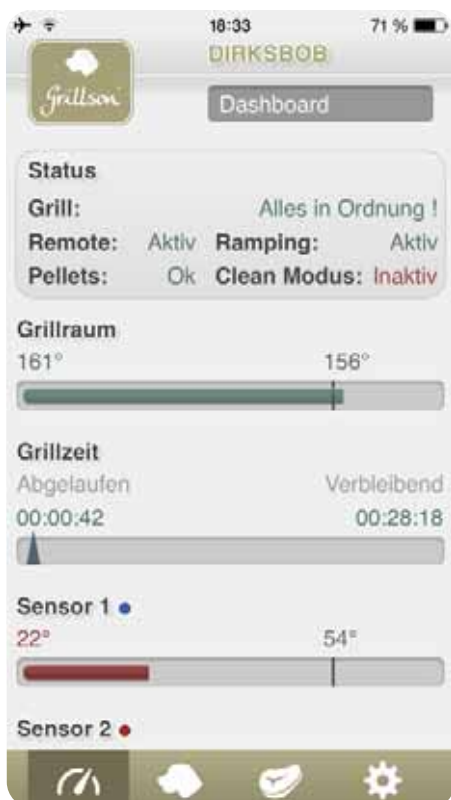 18:33 71 %
DIRKSBOB
Grillson
Dashboard
Status
Grill: Alles in Ordnung !
Remote: Aktiv Ramping: Aktiv
Pellets: Ok Clean Modus: Inaktiv
Grillraum
161° 156°
Grillzeit
Abgelaufen Verbleibend
00:00:42 00:28:18
Sensor 1
22° 54°
Sensor 2